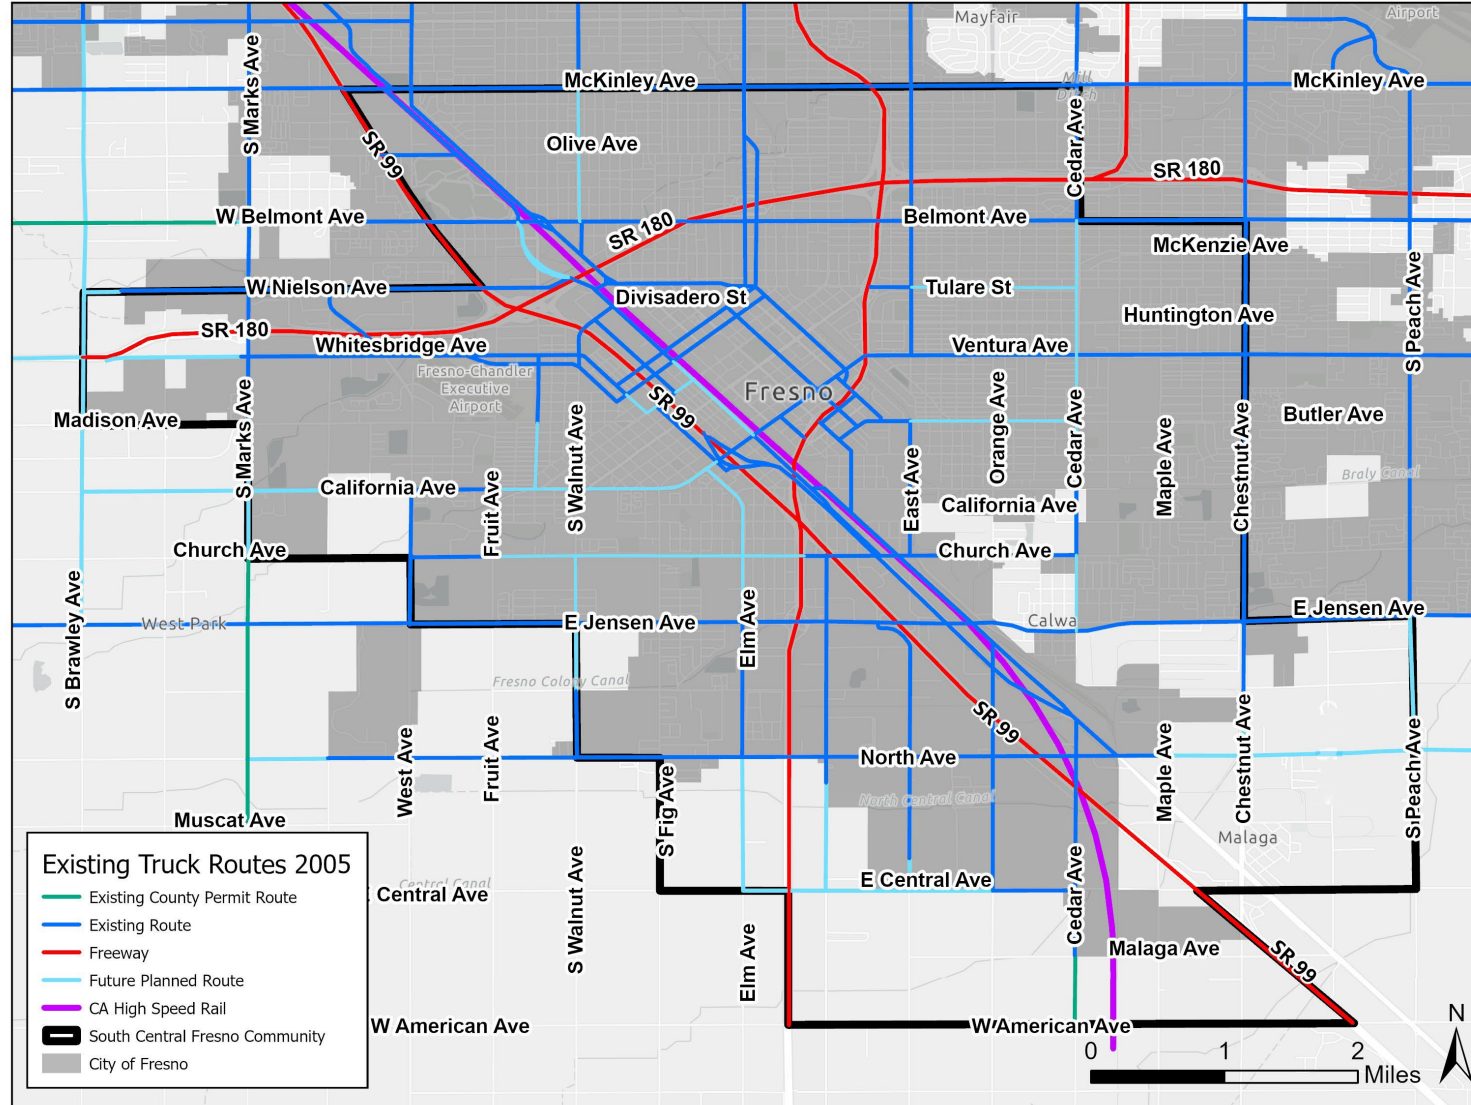 Mayfair
Airport
S Marks Ave
McKinley Ave
McKinley Ave
Mill
Ditch
Cedar Ave
SR 99
Olive Ave
SR 180
W Belmont Ave
SR 180
Belmont Ave
McKenzie Ave
S Peach Ave
W Nielson Ave
Divisadero St
Tulare St
Huntington Ave
SR 180
Whitesbridge Ave
Ventura Ave
Fresno-Chandler
Executive
Airport
SR 99
Fresno
Madison Ave
S Marks Ave
S Walnut Ave
Orange Ave
Cedar Ave
Maple Ave
Chestnut Ave
Butler Ave
Braly Canal
California Ave
Fruit Ave
East Ave
California Ave
Church Ave
Church Ave
S Brawley Ave
West Park
E Jensen Ave
Elm Ave
Calwa
E Jensen Ave
Fresno Colony Canal
SR 99
West Ave
Fruit Ave
North Ave
Maple Ave
Chestnut Ave
S Peach Ave
S Fig Ave
North Central Canal
Muscat Ave
Malaga
Central Canal
E Central Ave
E Central Ave
S Walnut Ave
Elm Ave
Cedar Ave
Malaga Ave
SR 99
W American Ave
W American Ave
Existing Truck Routes 2005
Existing County Permit Route
Existing Route
Freeway
Future Planned Route
CA High Speed Rail
South Central Fresno Community
City of Fresno
N
0 1 2
Miles